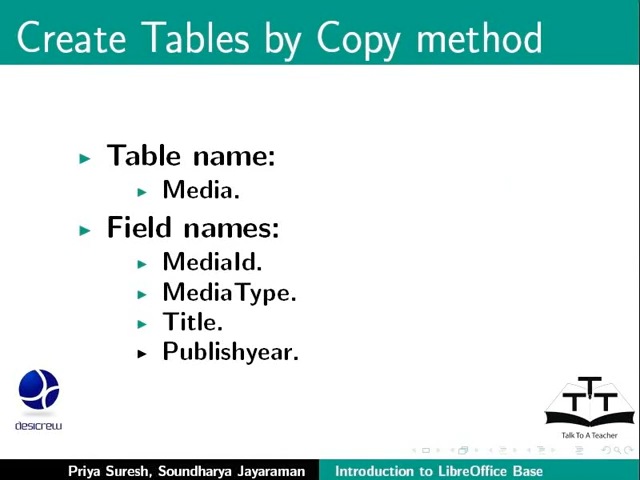 Create Tables by Copy method
Table name:
Media.
Field names:
MediaId.
MediaType.
Title.
Publishyear.
desicrew
T T T
Talk To A Teacher
Priya Suresh, Soundharya Jayaraman Introduction to LibreOffice Base